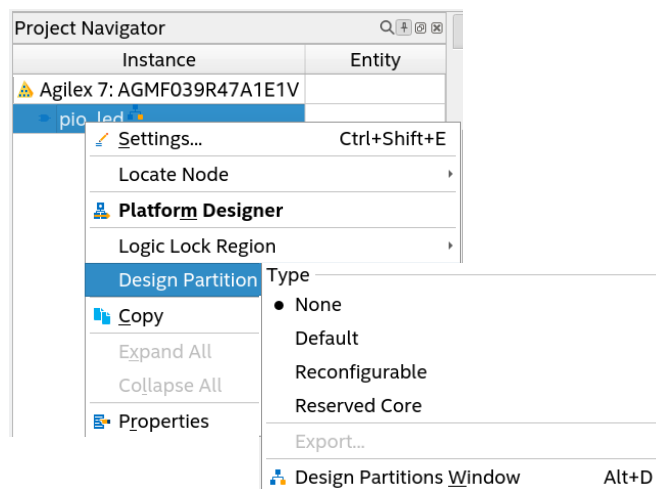 Project Navigator
Instance Entity
Agilex 7: AGMF039R47A1E1V
pio_led
Settings... Ctrl+Shift+E
Locate Node
Platform Designer
Logic Lock Region
Design Partition
Type
None
Copy
Default
Expand All
Reconfigurable
Collapse All
Reserved Core
Properties
Export...
Design Partitions Window Alt+D